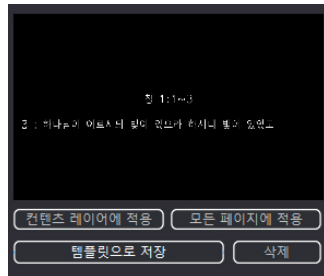 창 1:1~3
3 : 하나님이 이르시되 빛이 있으라 하시니 빛이 있었고
컨텐츠 레이어에 적용
모든 페이지에 적용
템플릿으로 저장
삭제